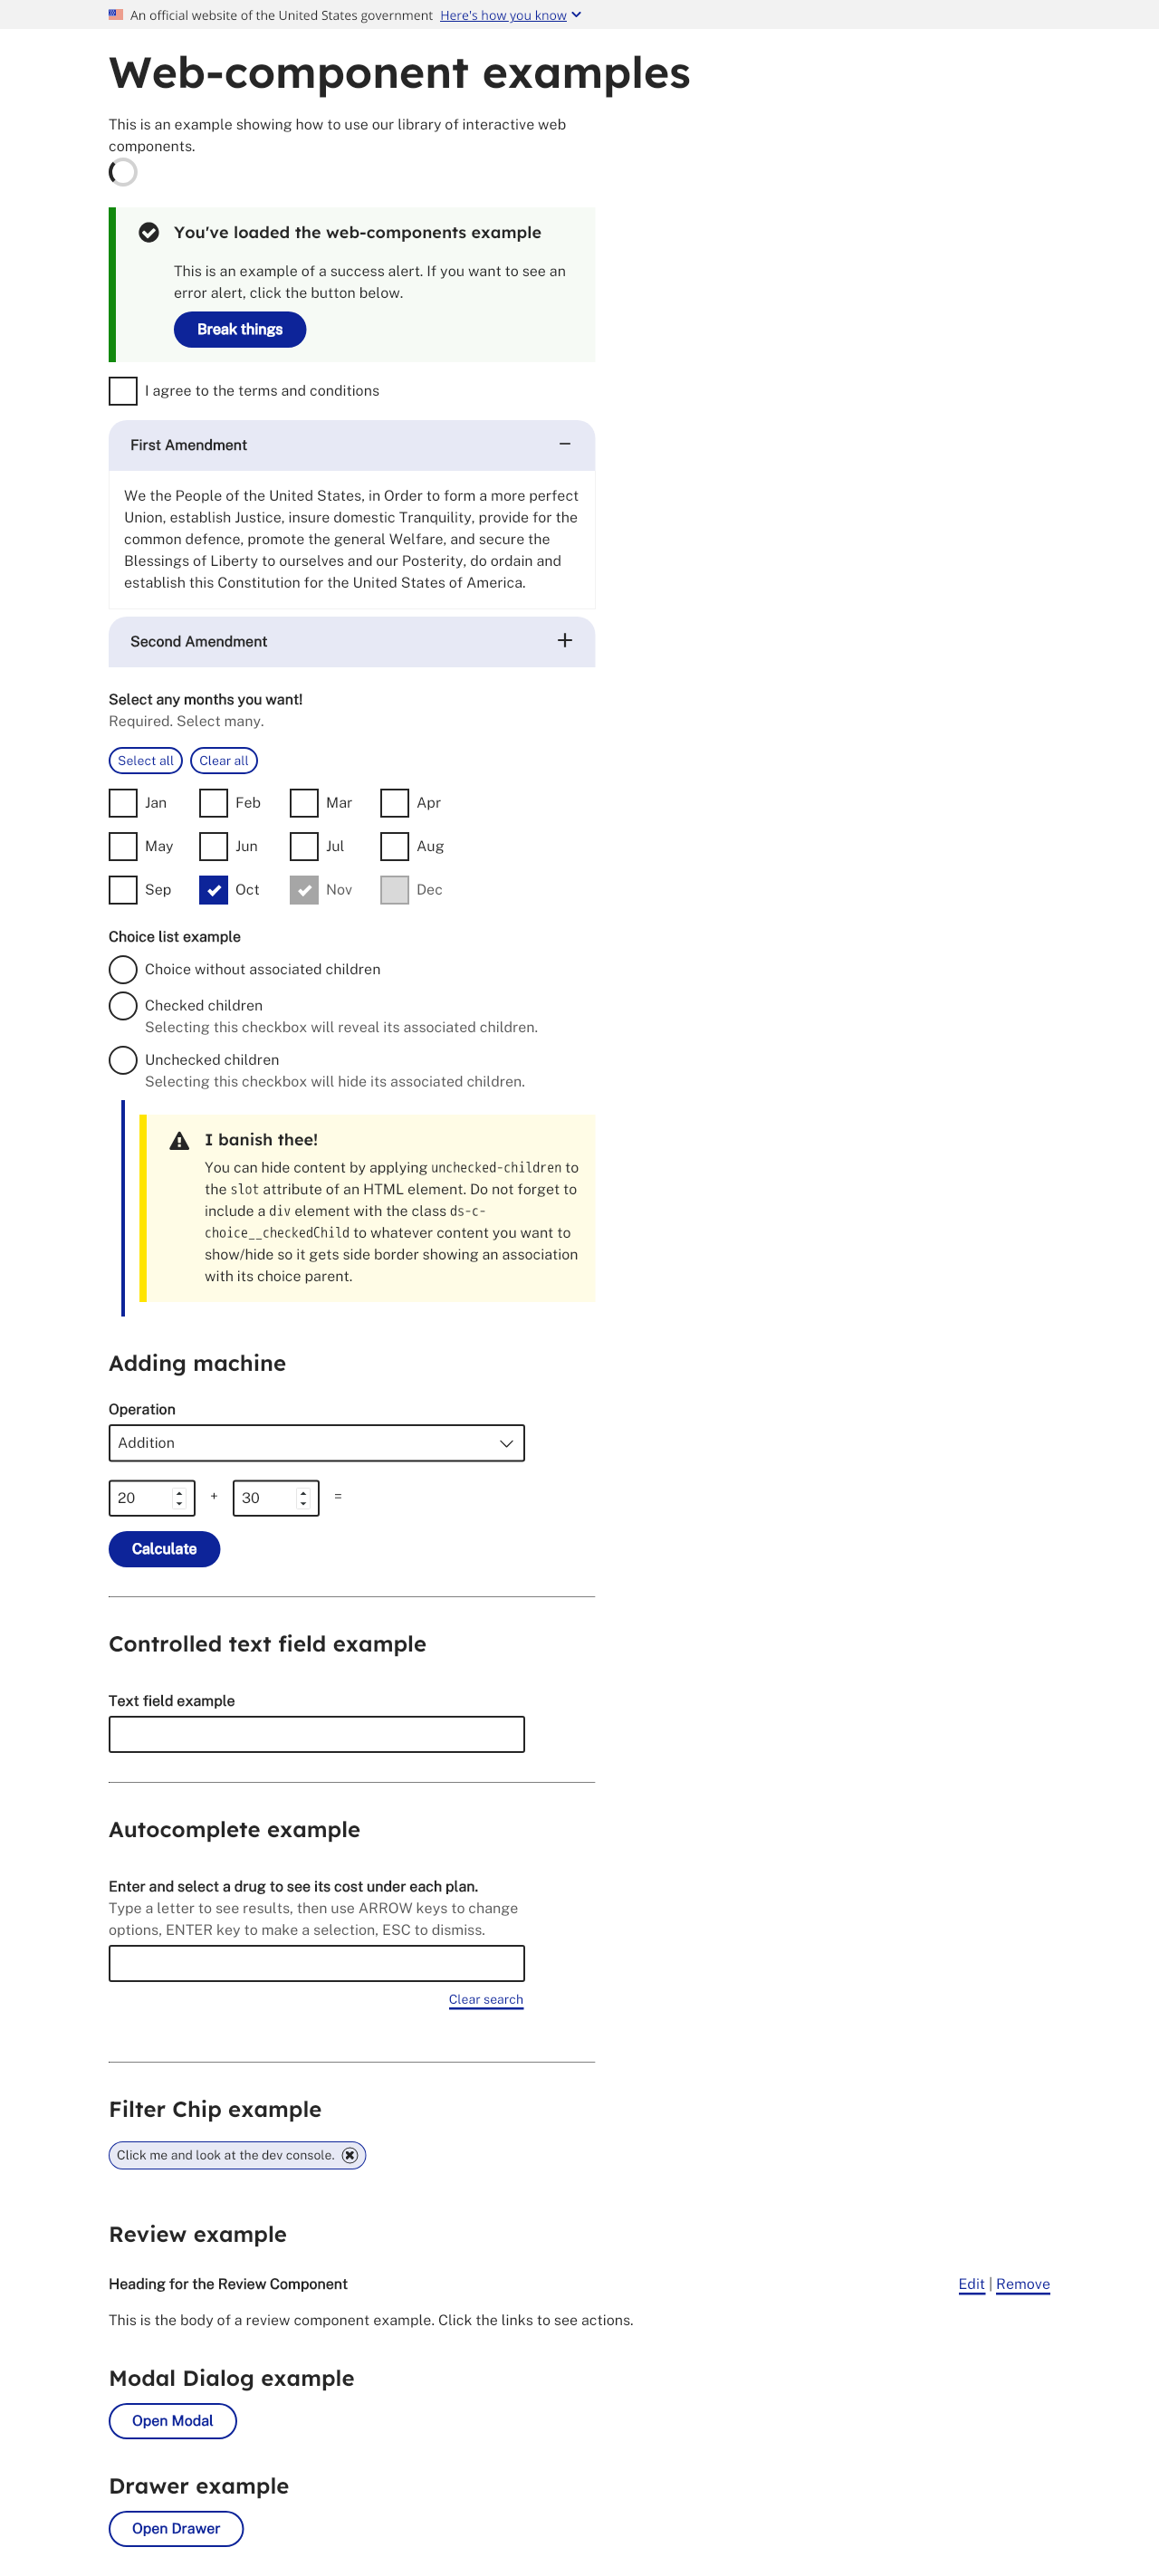 An official website of the United States government Here's how you know
Web-component examples
This is an example showing how to use our library of interactive web
components.
You've loaded the web-components example
This is an example of a success alert. If you want to see an
error alert, click the button below.
Break things
I agree to the terms and conditions
First Amendment
We the People of the United States, in Order to form a more perfect
Union, establish Justice, insure domestic Tranquility, provide for the
common defence, promote the general Welfare, and secure the
Blessings of Liberty to ourselves and our Posterity, do ordain and
establish this Constitution for the United States of America.
Second Amendment
Select any months you want!
Required. Select many.
Select all Clear all
Jan Feb Mar Apr
May Jun Jul Aug
Sep Oct Nov Dec
Choice list example
Choice without associated children
Checked children
Selecting this checkbox will reveal its associated children.
Unchecked children
Selecting this checkbox will hide its associated children.
I banish thee!
You can hide content by applying unchecked-children to
the slot attribute of an HTML element. Do not forget to
include a div element with the class ds-c-
choice__checkedChild to whatever content you want to
show/hide so it gets side border showing an association
with its choice parent.
Adding machine
Operation
Addition
20 + 30 =
Calculate
Controlled text field example
Text field example
Autocomplete example
Enter and select a drug to see its cost under each plan.
Type a letter to see results, then use ARROW keys to change
options, ENTER key to make a selection, ESC to dismiss.
Clear search
Filter Chip example
Click me and look at the dev console.
Review example
Heading for the Review Component Edit | Remove
This is the body of a review component example. Click the links to see actions.
Modal Dialog example
Open Modal
Drawer example
Open Drawer